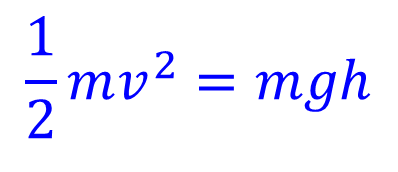 ½mv² = mgh